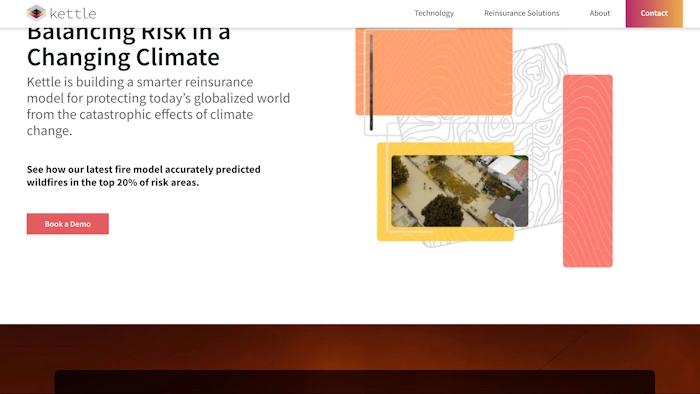 kettle
Technology
Reinsurance Solutions
About
Contact
Balancing Risk in a
Changing Climate
Kettle is building a smarter reinsurance
model for protecting today's globalized world
from the catastrophic effects of climate
change.
See how our latest fire model accurately predicted
wildfires in the top 20% of risk areas.
Book a Demo